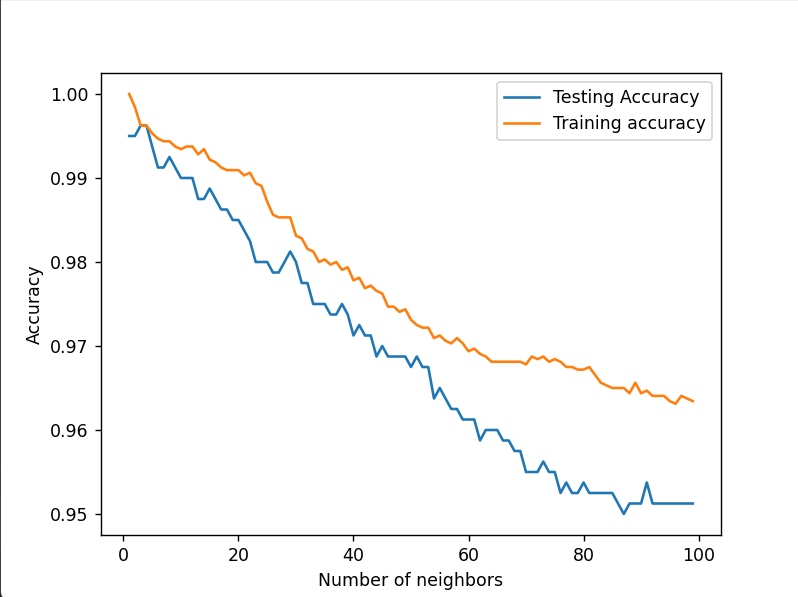 Testing Accuracy
Training accuracy
1.00
0.99
0.98
0.97
0.96
0.95
Accuracy
0 20 40 60 80 100
Number of neighbors